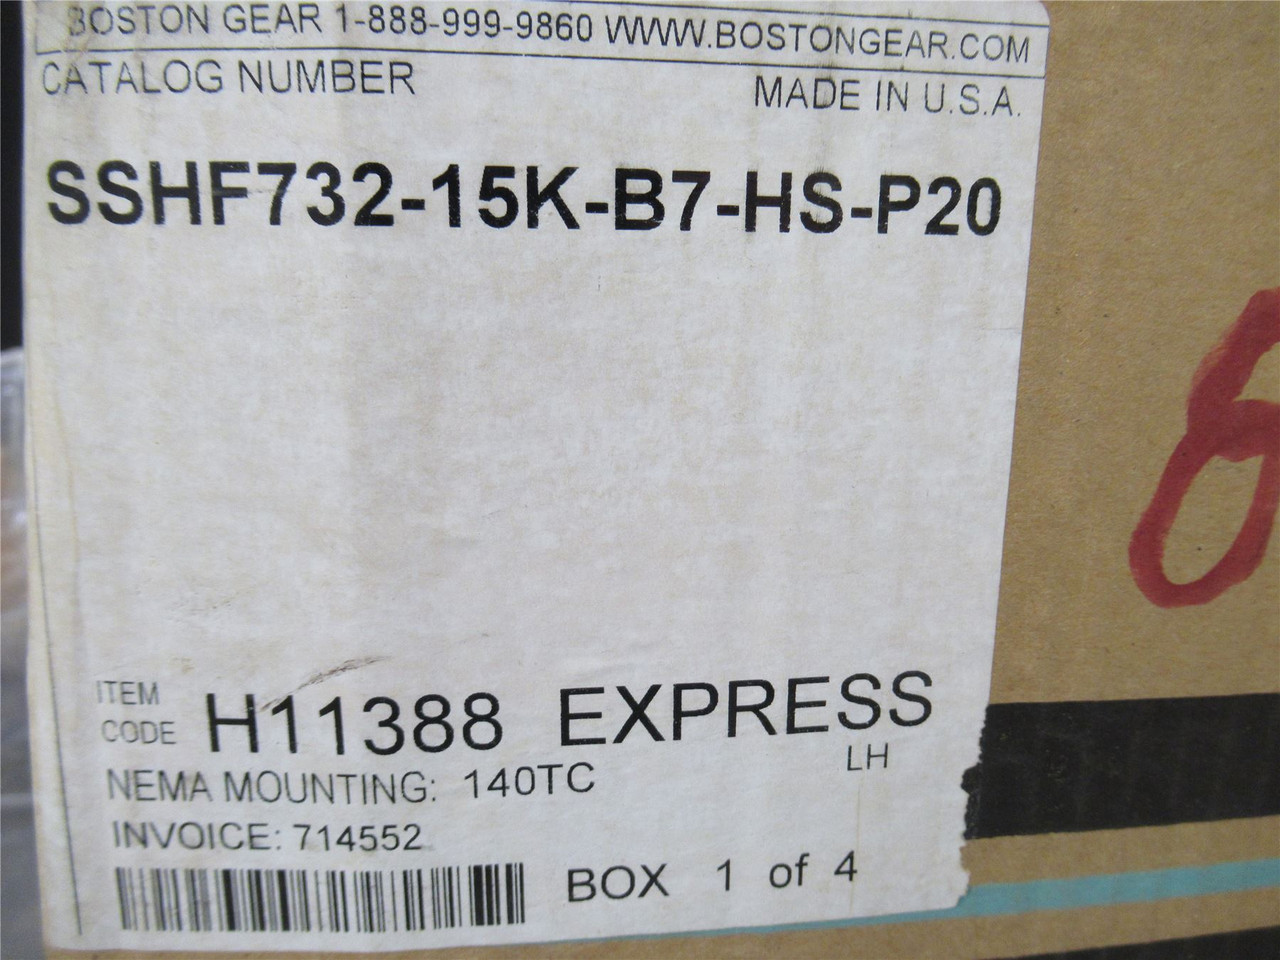 BOSTON GEAR 1-888-999-9860 WWW.BOSTONGEAR.COM
CATALOG NUMBER
MADE IN U.S.A.
SSHF732-15K-B7-HS-P20
ITEM
CODE
H11388 EXPRESS
LH
NEMA MOUNTING: 140TC
INVOICE: 714552
BOX 1 of 4